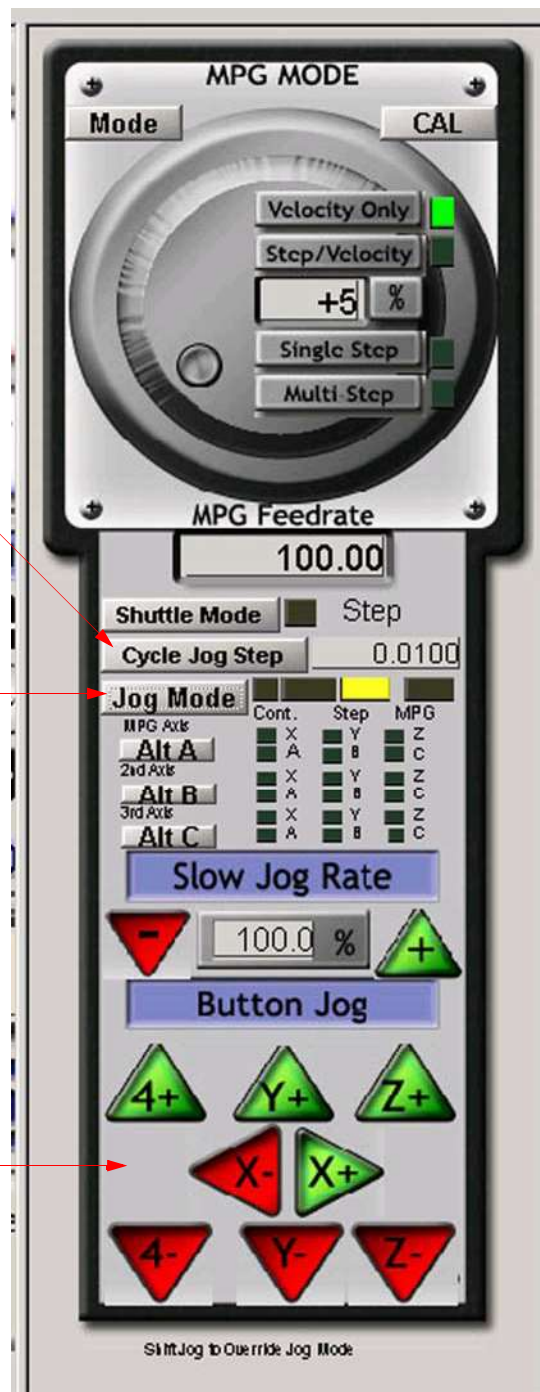 MPG MODE
Mode CAL
Velocity Only
Step/Velocity
+5 %
Single Step
Multi-Step
MPG Feedrate
100.00
Shuttle Mode Step
Cycle Jog Step 0.0100
Jog Mode
Cont. Step MPG
MPG Axis
X Y Z
Alt A A B C
2nd Axis
X Y Z
Alt B A B C
3rd Axis
X Y Z
Alt C A B C
Slow Jog Rate
- 100.0 % +
Button Jog
4+ Y+ Z+
X- X+
4- Y- Z-
Shift Jog to Override Jog Mode